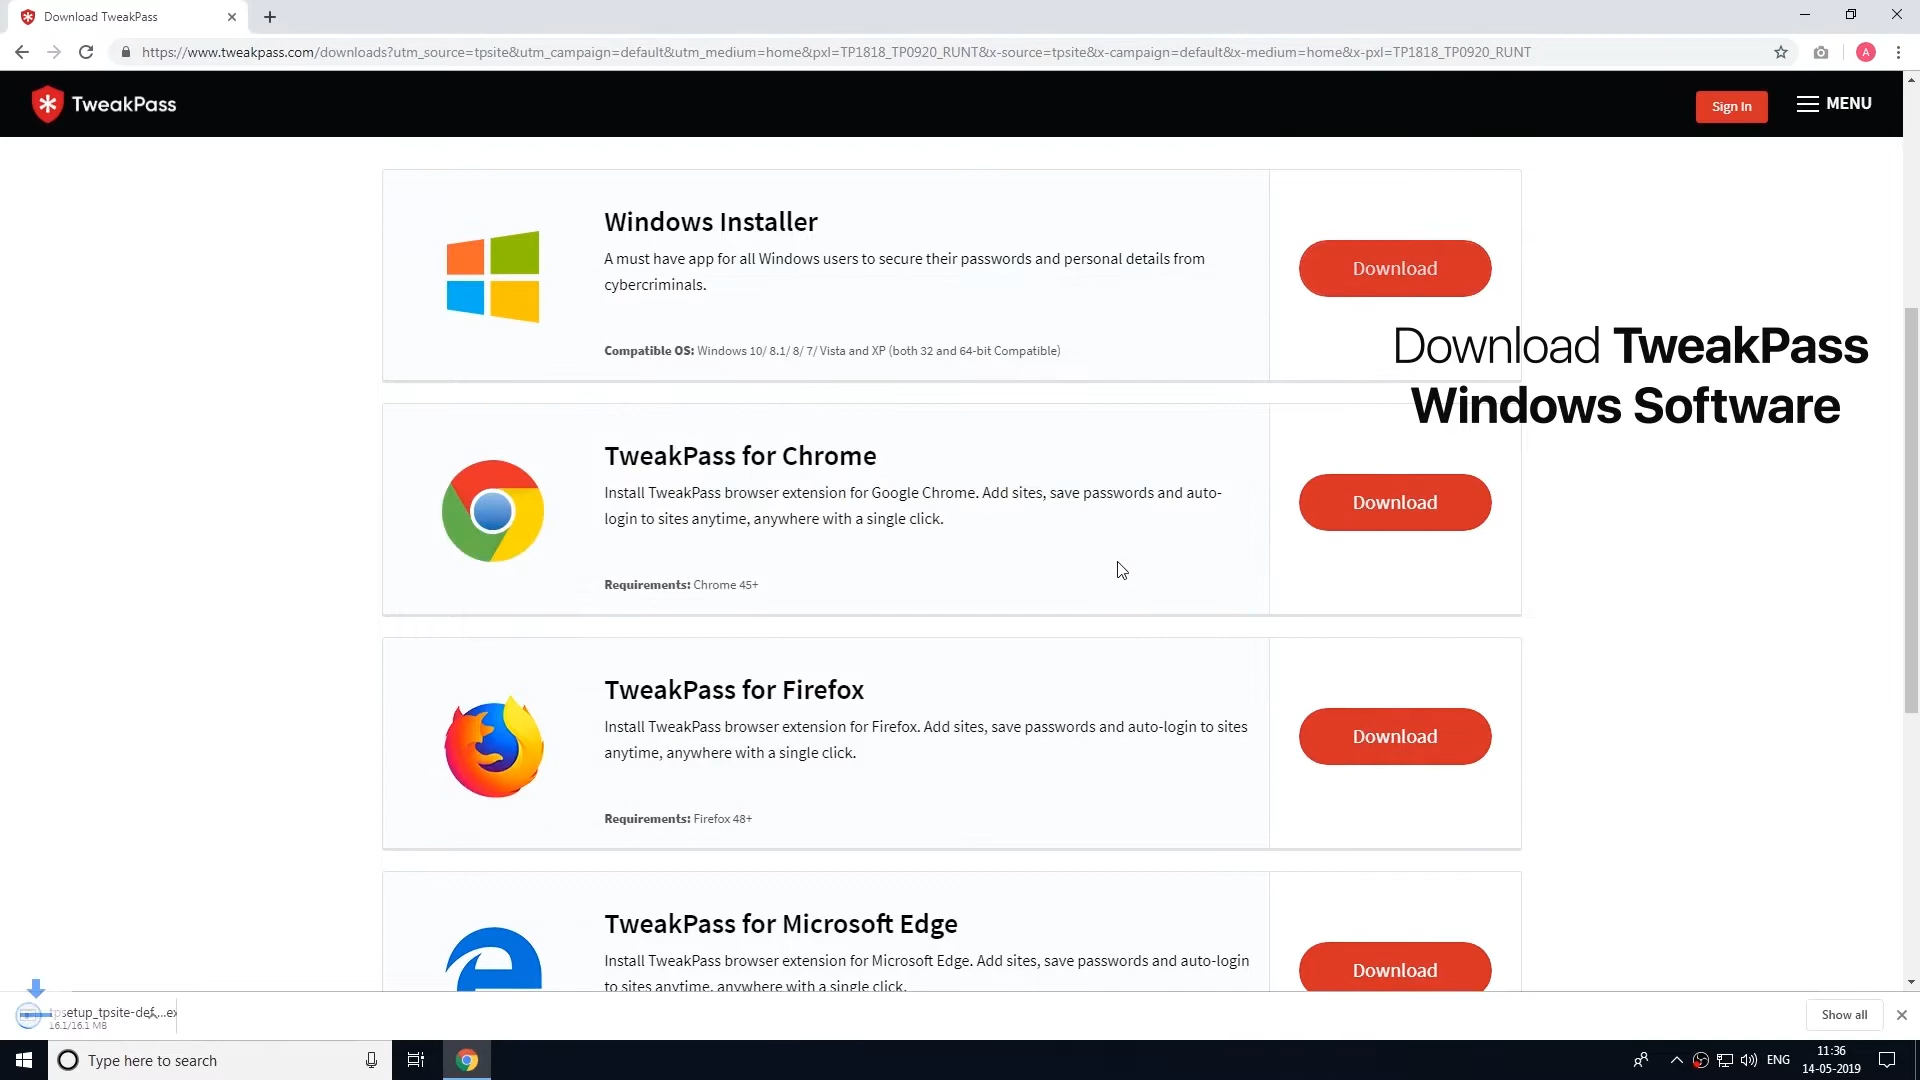 Download TweakPass
https://www.tweakpass.com/downloads?utm_source=tpsite&utm_campaign=default&utm_medium=home&pxl=TP1818_TP0920_RUNT&x-source=tpsite&x-campaign=default&x-medium=home&x-pxl=TP1818_TP0920_RUNT
A
TweakPass
Sign In
MENU
Windows Installer
A must have app for all Windows users to secure their passwords and personal details from
cybercriminals.
Compatible OS: Windows 10/ 8.1/ 8/ 7/ Vista and XP (both 32 and 64-bit Compatible)
Download
Download TweakPass
Windows Software
TweakPass for Chrome
Install TweakPass browser extension for Google Chrome. Add sites, save passwords and auto-
login to sites anytime, anywhere with a single click.
Requirements: Chrome 45+
Download
TweakPass for Firefox
Install TweakPass browser extension for Firefox. Add sites, save passwords and auto-login to sites
anytime, anywhere with a single click.
Requirements: Firefox 48+
Download
TweakPass for Microsoft Edge
Install TweakPass browser extension for Microsoft Edge. Add sites, save passwords and auto-login
to sites anytime, anywhere with a single click.
Download
tpsetup_tpsite-def....ex
16.1/16.1 MB
Show all
Type here to search
ENG
11:36
14-05-2019